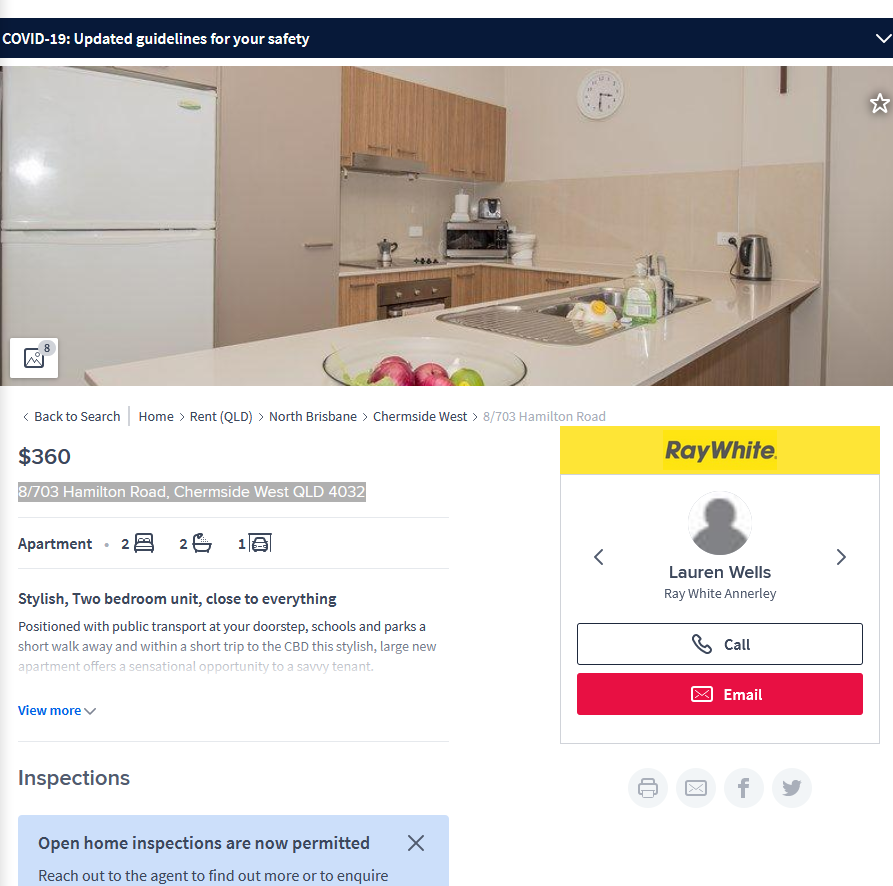 COVID-19: Updated guidelines for your safety
8
Back to Search
Home > Rent (QLD) > North Brisbane > Chermside West > 8/703 Hamilton Road
$360
8/703 Hamilton Road, Chermside West QLD 4032
Apartment • 2 2 1
Stylish, Two bedroom unit, close to everything
Positioned with public transport at your doorstep, schools and parks a
short walk away and within a short trip to the CBD this stylish, large new
apartment offers a sensational opportunity to a savvy tenant.
View more
Inspections
Open home inspections are now permitted
Reach out to the agent to find out more or to enquire
RayWhite.
Lauren Wells
Ray White Annerley
Call
Email